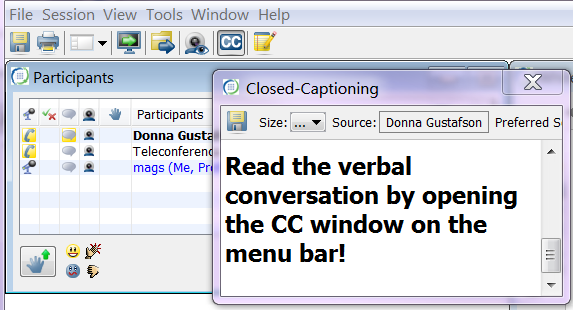 File Session View Tools Window Help
CC
Participants
Participants
Donna Gusta
Teleconferenc
mags (Me, Pr
Closed-Captioning
Size: ... Source: Donna Gustafson Preferred S
Read the verbal
conversation by opening
the CC window on the
menu bar!